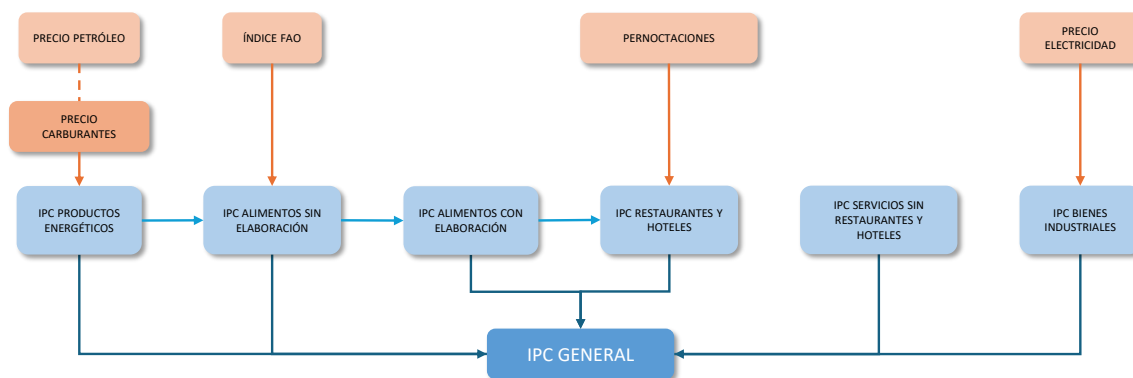 PRECIO PETRÓLEO
ÍNDICE FAO
PERNOCTACIONES
PRECIO
ELECTRICIDAD
PRECIO
CARBURANTES
IPC PRODUCTOS
ENERGÉTICOS
IPC ALIMENTOS SIN
ELABORACIÓN
IPC ALIMENTOS CON
ELABORACIÓN
IPC RESTAURANTES Y
HOTELES
IPC SERVICIOS SIN
RESTAURANTES Y
HOTELES
IPC BIENES
INDUSTRIALES
IPC GENERAL